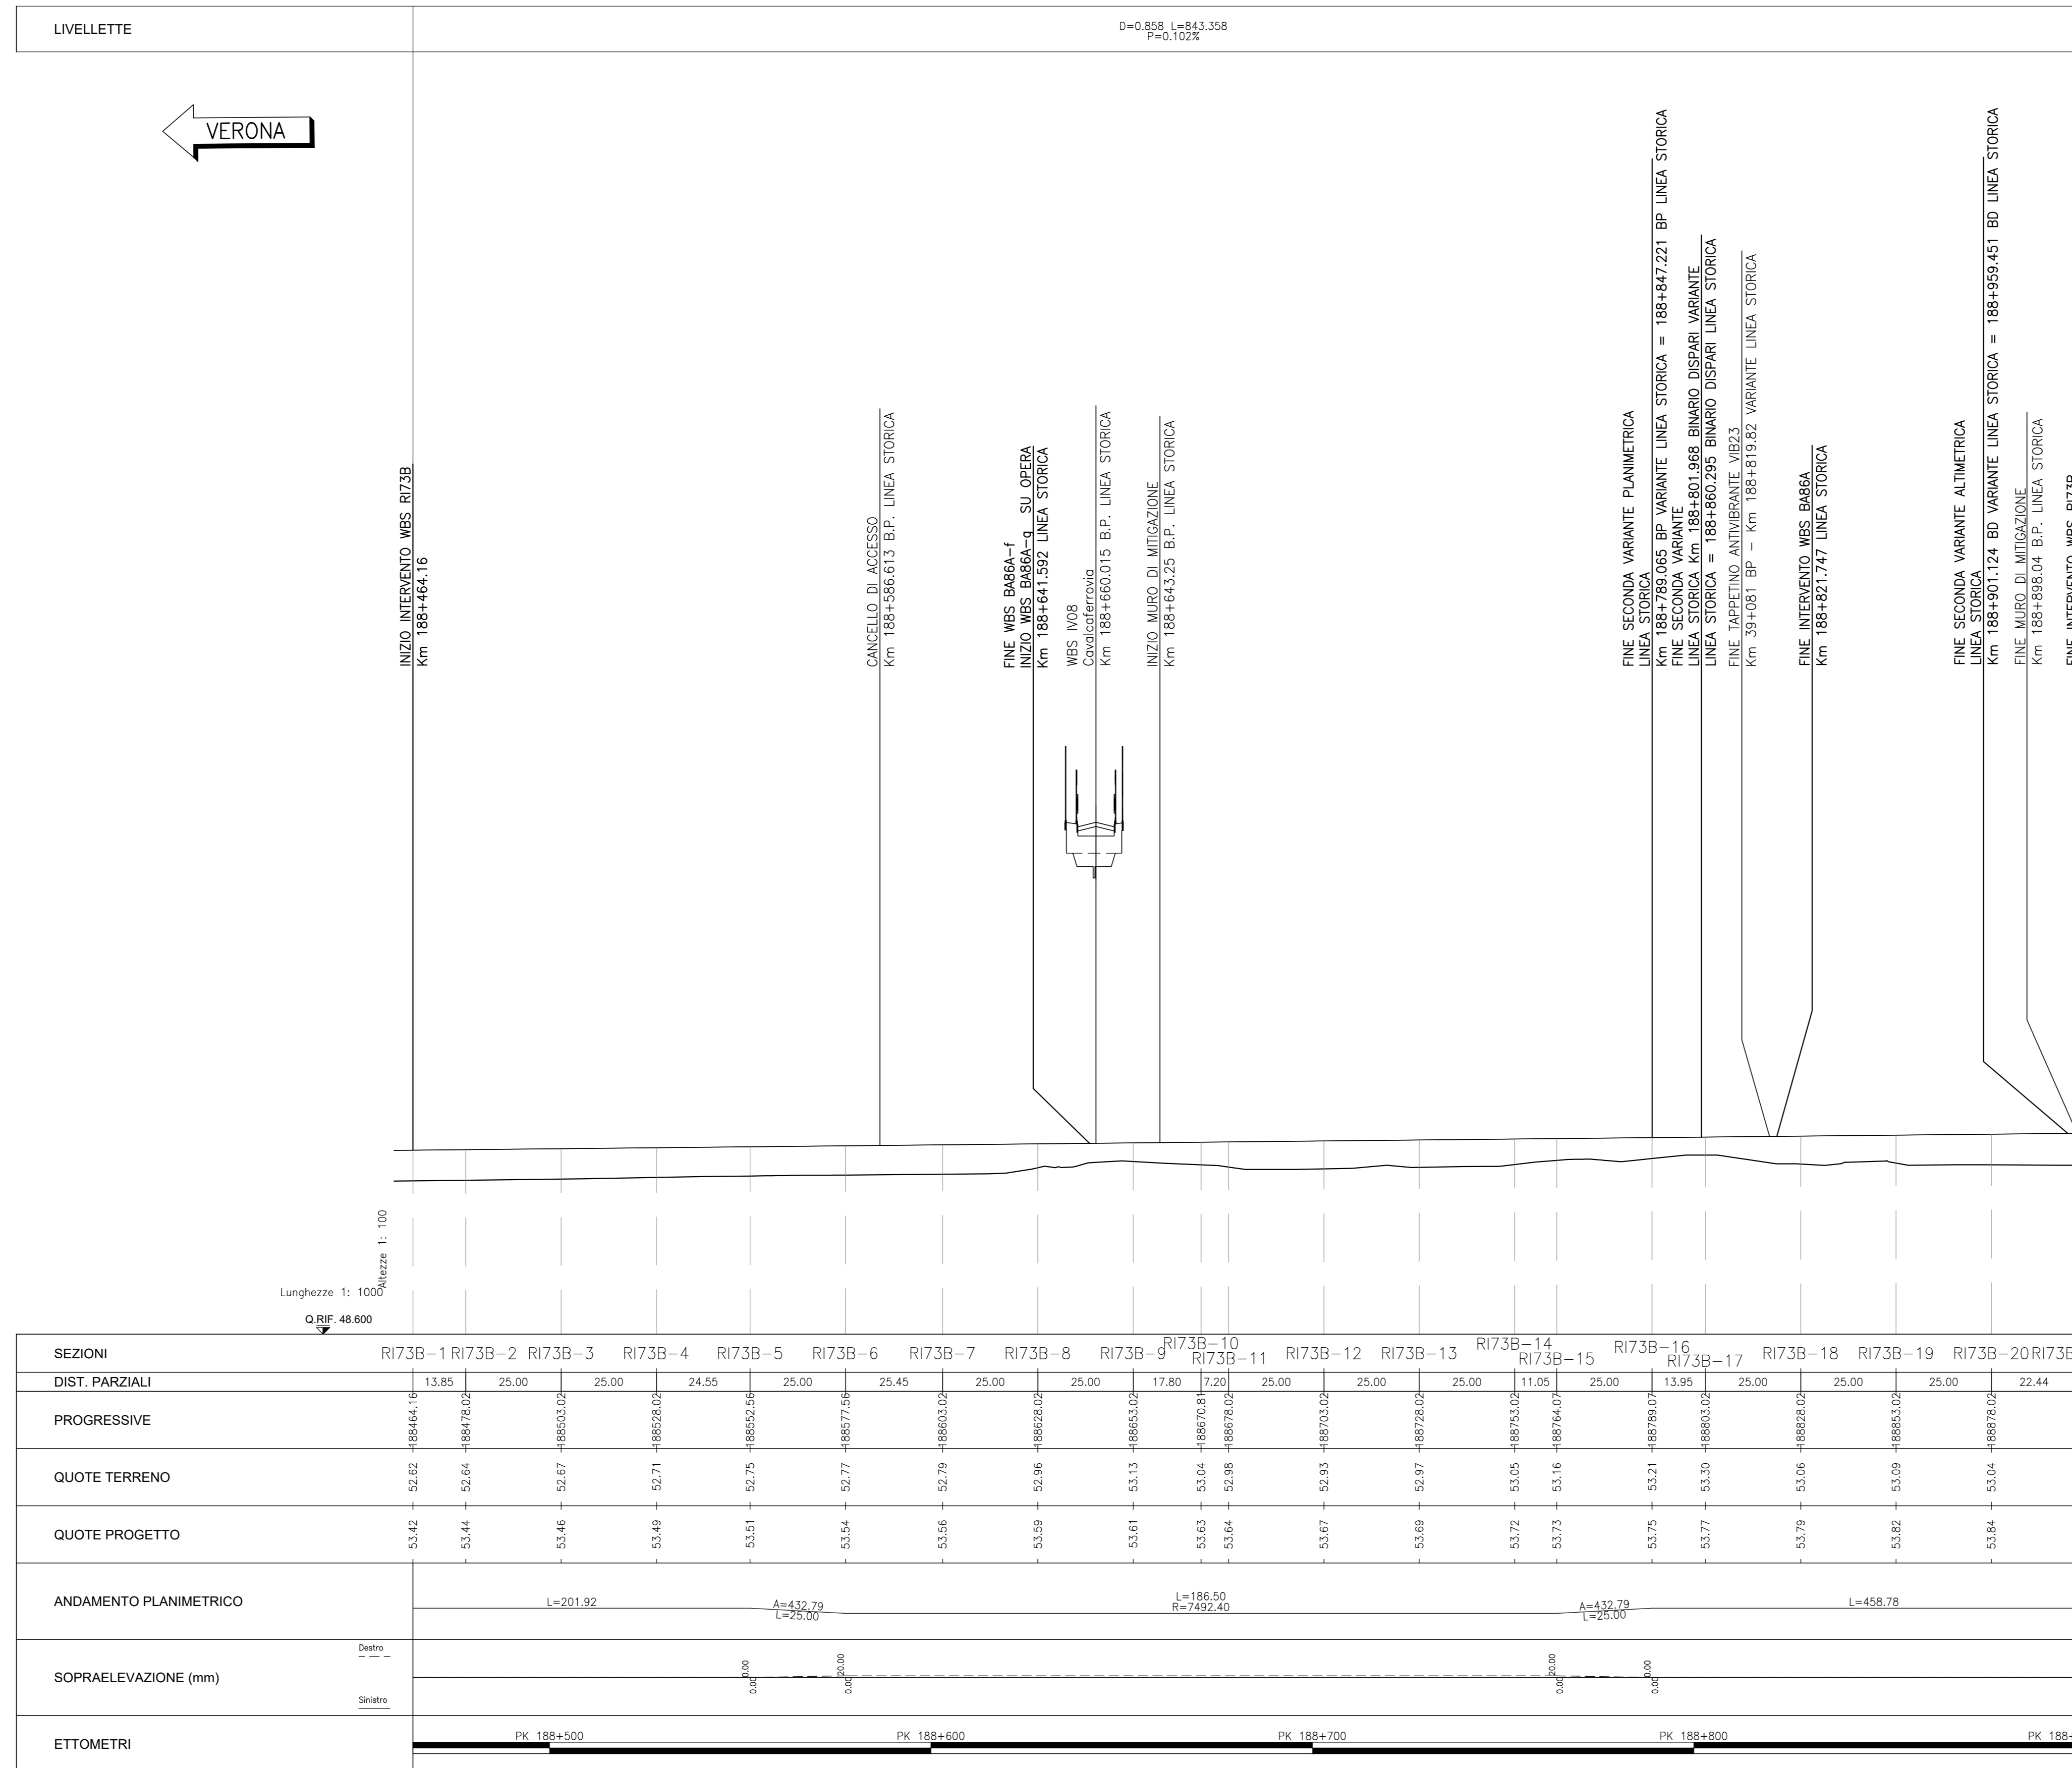 LIVELLETTE
D=0.858 L=843.358
P=0.102%
VERONA
INIZIO INTERVENTO WBS RI73B
Km 188+464.16
CANCELLO DI ACCESSO
Km 188+586.613 B.P. LINEA STORICA
FINE WBS BA86A-f
INIZIO WBS BA86A-g SU OPERA
Km 188+641.592 LINEA STORICA
WBS IV08
Cavalcaferrovia
Km 188+660.015 B.P. LINEA STORICA
INIZIO MURO DI MITIGAZIONE
Km 188+643.25 B.P. LINEA STORICA
FINE SECONDA VARIANTE PLANIMETRICA
LINEA STORICA
Km 188+789.065 BP VARIANTE LINEA STORICA = 188+847.221 BP LINEA STORICA
FINE SECONDA VARIANTE
LINEA STORICA Km 188+801.968 BINARIO DISPARI VARIANTE
LINEA STORICA = 188+860.295 BINARIO DISPARI LINEA STORICA
FINE TAPPETINO ANTIVIBRANTE VIB23
Km 39+081 BP - Km 188+819.82 VARIANTE LINEA STORICA
FINE INTERVENTO WBS BA86A
Km 188+821.747 LINEA STORICA
FINE SECONDA VARIANTE ALTIMETRICA
LINEA STORICA
Km 188+901.124 BD VARIANTE LINEA STORICA = 188+959.451 BD LINEA STORICA
FINE MURO DI MITIGAZIONE
Km 188+898.04 B.P. LINEA STORICA
FINE INTERVENTO WBS RI73B
Altezze 1: 100
Lunghezze 1: 1000
Q.RIF. 48.600
SEZIONI RI73B-1 RI73B-2 RI73B-3 RI73B-4 RI73B-5 RI73B-6 RI73B-7 RI73B-8 RI73B-9 RI73B-10 RI73B-11 RI73B-12 RI73B-13 RI73B-14 RI73B-15 RI73B-16 RI73B-17 RI73B-18 RI73B-19 RI73B-20
DIST. PARZIALI 13.85 25.00 25.00 24.55 25.00 25.45 25.00 25.00 17.80 7.20 25.00 25.00 25.00 11.05 25.00 13.95 25.00 25.00 25.00 22.44
PROGRESSIVE 188464.16 188478.02 188503.02 188528.02 188552.56 188577.56 188603.02 188628.02 188653.02 188670.81 188678.02 188703.02 188728.02 188753.02 188764.07 188789.07 188803.02 188828.02 188853.02 188878.02
QUOTE TERRENO 52.62 52.64 52.67 52.71 52.75 52.77 52.79 52.96 53.13 53.04 52.98 52.93 52.97 53.05 53.16 53.21 53.30 53.06 53.09 53.04
QUOTE PROGETTO 53.42 53.44 53.46 53.49 53.51 53.54 53.56 53.59 53.61 53.63 53.64 53.67 53.69 53.72 53.73 53.75 53.77 53.79 53.82 53.84
ANDAMENTO PLANIMETRICO L=201.92 A=432.79 L=25.00 L=186.50 R=7492.40 A=432.79 L=25.00 L=458.78
Destro
SOPRAELEVAZIONE (mm) 0.00 0.00 20.00 0.00 20.00 0.00 0.00 0.00
Sinistro
ETTOMETRI PK 188+500 PK 188+600 PK 188+700 PK 188+800